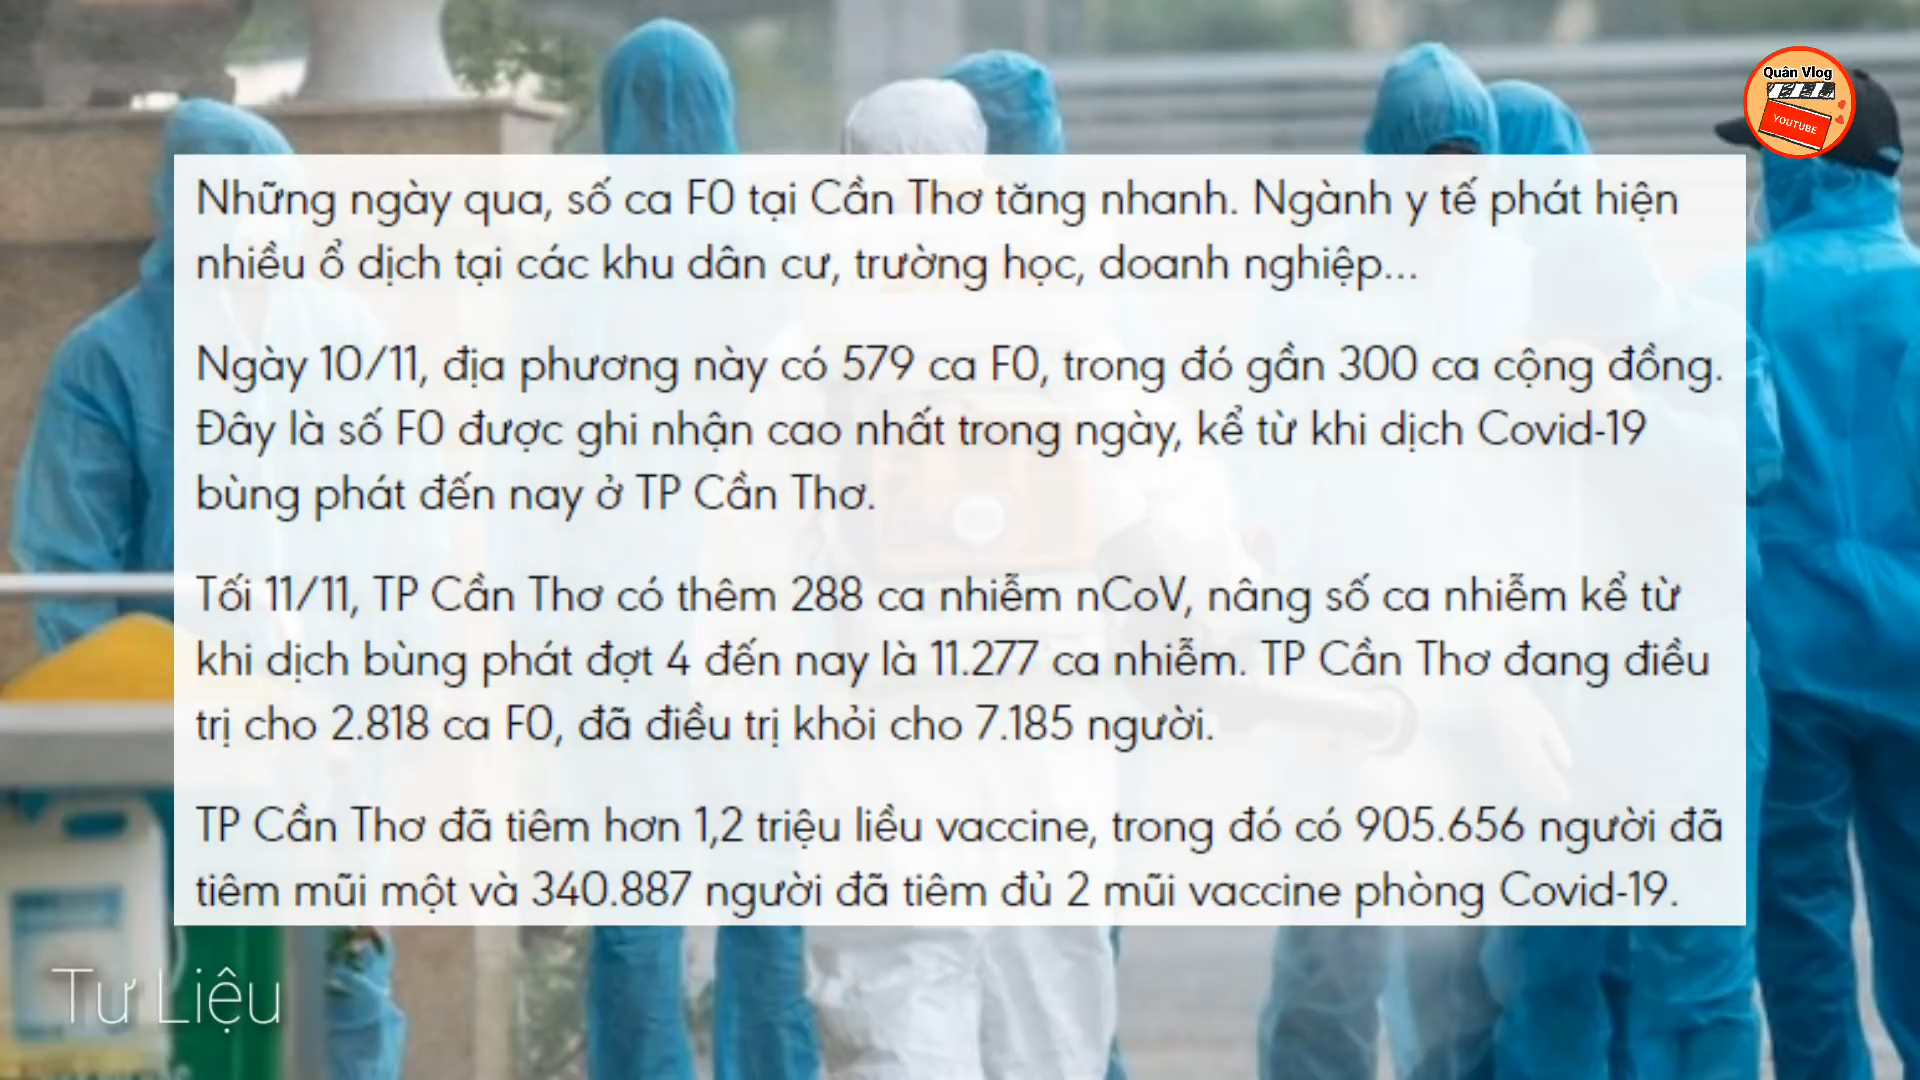 Quân Vlog
YOUTUBE
Những ngày qua, số ca F0 tại Cần Thơ tăng nhanh. Ngành y tế phát hiện
nhiều ổ dịch tại các khu dân cư, trường học, doanh nghiệp...
Ngày 10/11, địa phương này có 579 ca F0, trong đó gần 300 ca cộng đồng.
Đây là số F0 được ghi nhận cao nhất trong ngày, kể từ khi dịch Covid-19
bùng phát đến nay ở TP Cần Thơ.
Tối 11/11, TP Cần Thơ có thêm 288 ca nhiễm nCoV, nâng số ca nhiễm kể từ
khi dịch bùng phát đợt 4 đến nay là 11.277 ca nhiễm. TP Cần Thơ đang điều
trị cho 2.818 ca F0, đã điều trị khỏi cho 7.185 người.
TP Cần Thơ đã tiêm hơn 1,2 triệu liều vaccine, trong đó có 905.656 người đã
tiêm mũi một và 340.887 người đã tiêm đủ 2 mũi vaccine phòng Covid-19.
Tư Liệu